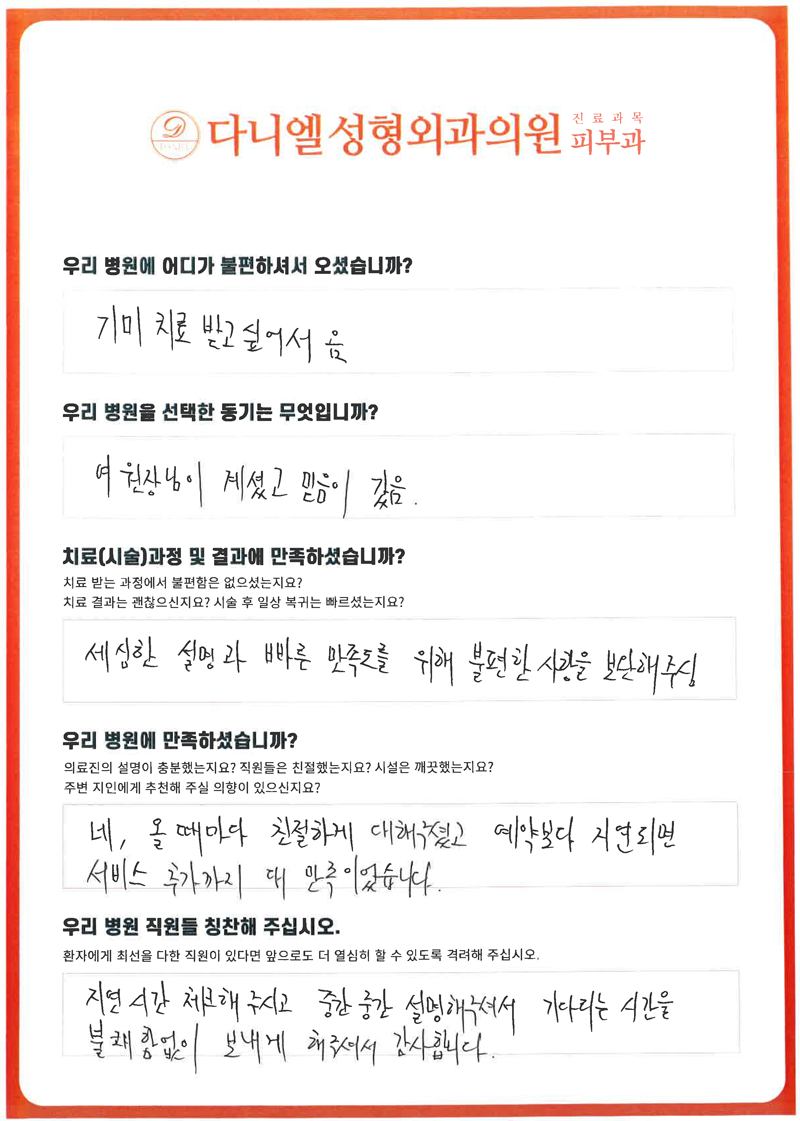 다니엘성형외과의원
진료과목
피부과
우리 병원에 어디가 불편하셔서 오셨습니까?
기미 치료 받고 싶어서 옴
우리 병원을 선택한 동기는 무엇입니까?
여 원장님이 계셨고 믿음이 갔음.
치료(시술)과정 및 결과에 만족하셨습니까?
치료 받는 과정에서 불편함은 없으셨는지요?
치료 결과는 괜찮으신지요? 시술 후 일상 복귀는 빠르셨는지요?
세심한 설명과 빠른 만족도를 위해 불편한 사항을 보단해주심
우리 병원에 만족하셨습니까?
의료진의 설명이 충분했는지요? 직원들은 친절했는지요? 시설은 깨끗했는지요?
주변 지인에게 추천해 주실 의향이 있으신지요?
네, 올 때마다 친절하게 대해주셨고 예약보다 지연되면
서비스 추가까지 대 만족이었습니다.
우리 병원 직원들 칭찬해 주십시오.
환자에게 최선을 다한 직원이 있다면 앞으로도 더 열심히 할 수 있도록 격려해 주십시오.
지연시간 체크해 주시고 중간중간 설명해주셔서 기다리는 시간을
불쾌함없이 보내게 해주셔서 감사합니다.